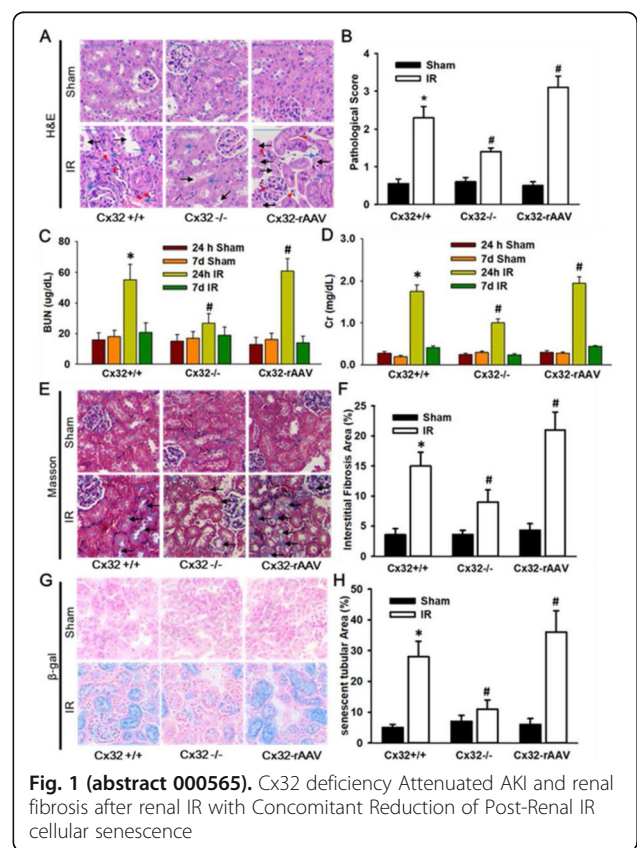 A
B
Sham
IR
H&E
Cx32 +/+
Cx32 -/-
Cx32-rAAV
Pathological Score
4
3
2
1
0
Sham
IR
*
#
#
Cx32+/+
Cx32-/-
Cx32-rAAV
C
BUN (ug/dL)
80
60
40
20
0
24 h Sham
7d Sham
24h IR
7d IR
*
#
#
Cx32+/+
Cx32-/-
Cx32-rAAV
D
Cr (mg/dL)
3.0
2.0
1.0
0.0
24 h Sham
7d Sham
24h IR
7d IR
*
#
#
Cx32+/+
Cx32-/-
Cx32-rAAV
E
Masson
Sham
IR
Cx32 +/+
Cx32 -/-
Cx32-rAAV
F
Interstitial Fibrosis Area (%)
25
20
15
10
5
0
Sham
IR
*
#
#
Cx32+/+
Cx32-/-
Cx32-rAAV
G
β-gal
Sham
IR
Cx32 +/+
Cx32 -/-
Cx32-rAAV
H
senescent tubular Area (%)
40
30
20
10
0
Sham
IR
*
#
#
Cx32+/+
Cx32-/-
Cx32-rAAV
Fig. 1 (abstract 000565). Cx32 deficiency Attenuated AKI and renal
fibrosis after renal IR with Concomitant Reduction of Post-Renal IR
cellular senescence